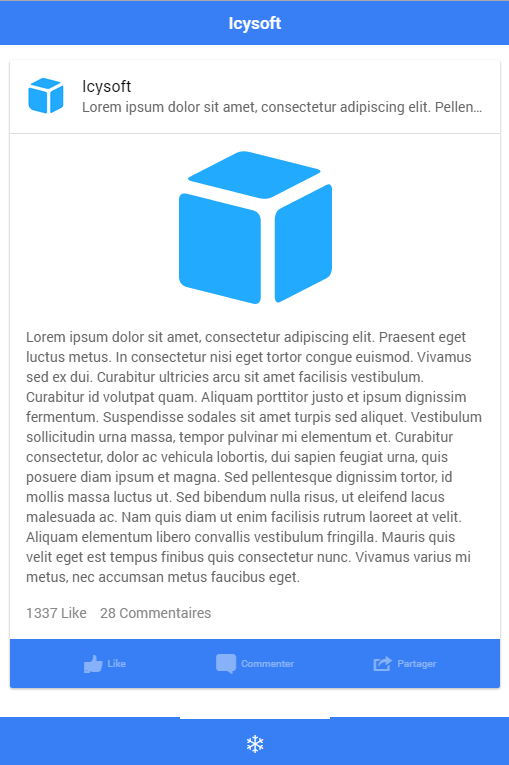 Icysoft
Icysoft
Lorem ipsum dolor sit amet, consectetur adipiscing elit. Pellen...
Lorem ipsum dolor sit amet, consectetur adipiscing elit. Praesent eget
luctus metus. In consectetur nisi eget tortor congue euismod. Vivamus
sed ex dui. Curabitur ultricies arcu sit amet facilisis vestibulum.
Curabitur id volutpat quam. Aliquam porttitor justo et ipsum dignissim
fermentum. Suspendisse sodales sit amet turpis sed aliquet. Vestibulum
sollicitudin urna massa, tempor pulvinar mi elementum et. Curabitur
consectetur, dolor ac vehicula lobortis, dui sapien feugiat urna, quis
posuere diam ipsum et magna. Sed pellentesque dignissim tortor, id
mollis massa luctus ut. Sed bibendum nulla risus, ut eleifend lacus
malesuada ac. Nam quis diam ut enim facilisis rutrum laoreet at velit.
Aliquam elementum libero convallis vestibulum fringilla. Mauris quis
velit eget est tempus finibus quis consectetur nunc. Vivamus varius mi
metus, nec accumsan metus faucibus eget.
1337 Like 28 Commentaires
Like Commenter Partager